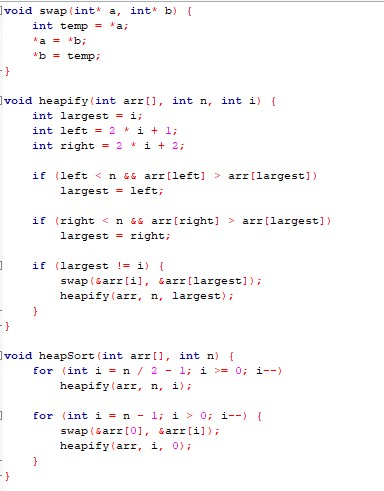 void swap(int* a, int* b) {
    int temp = *a;
    *a = *b;
    *b = temp;
}

void heapify(int arr[], int n, int i) {
    int largest = i;
    int left = 2 * i + 1;
    int right = 2 * i + 2;

    if (left < n && arr[left] > arr[largest])
        largest = left;

    if (right < n && arr[right] > arr[largest])
        largest = right;

    if (largest != i) {
        swap(&arr[i], &arr[largest]);
        heapify(arr, n, largest);
    }
}

void heapSort(int arr[], int n) {
    for (int i = n / 2 - 1; i >= 0; i--)
        heapify(arr, n, i);

    for (int i = n - 1; i > 0; i--) {
        swap(&arr[0], &arr[i]);
        heapify(arr, i, 0);
    }
}